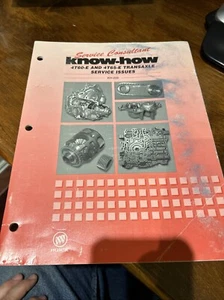 Service Consultant
know-how
4T60-E AND 4T65-E TRANSAXLE
SERVICE ISSUES